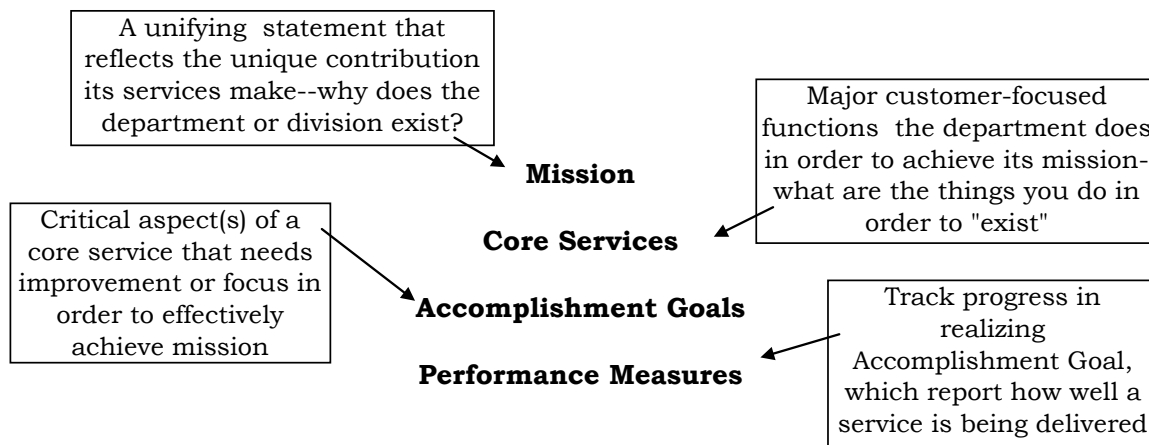 A unifying  statement that
reflects the unique contribution
its services make--why does the
department or division exist?
Major customer-focused
functions  the department does
in order to achieve its mission-
what are the things you do in
order to "exist"
Mission
Critical aspect(s) of a
core service that needs
improvement or focus in
order to effectively
achieve mission
Core Services
Accomplishment Goals
Track progress in
realizing
Accomplishment Goal,
which report how well a
service is being delivered
Performance Measures